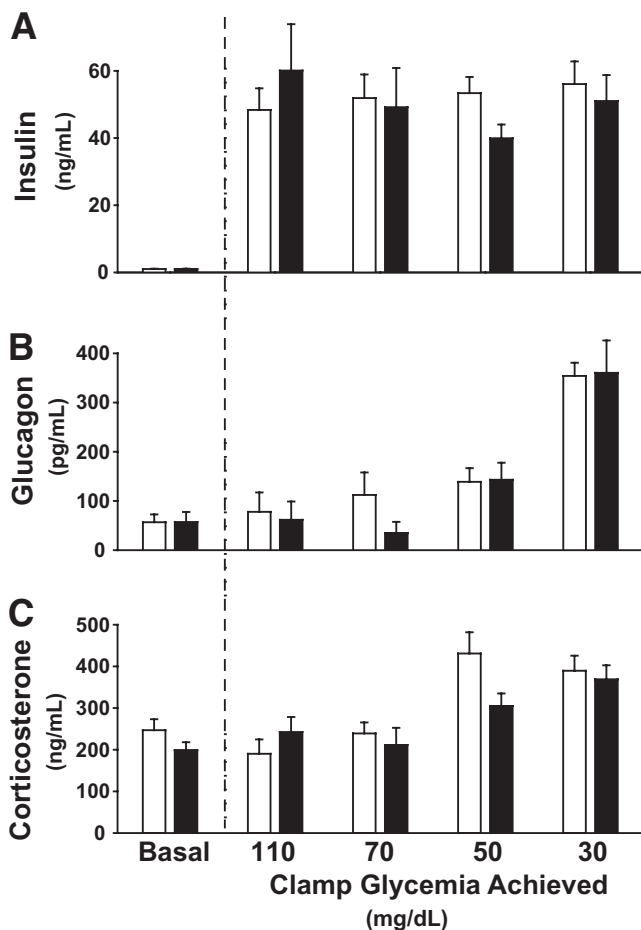 A
Insulin
(ng/mL)
60
40
20
0
B
Glucagon
(pg/mL)
400
300
200
100
0
C
Corticosterone
(ng/mL)
500
400
300
200
100
0
Basal 110 70 50 30
Clamp Glycemia Achieved
(mg/dL)